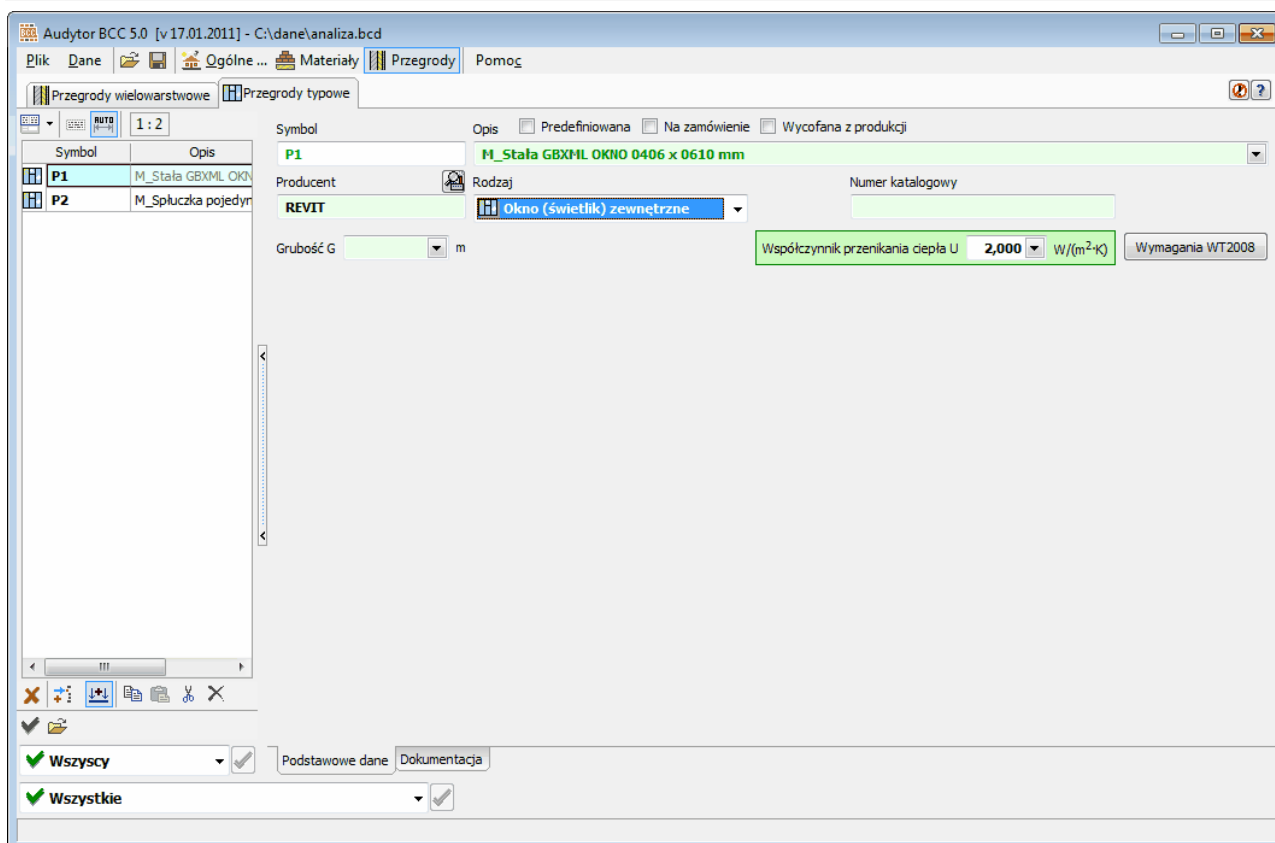 Audytor BCC 5.0 [v 17.01.2011] - C:\dane\analiza.bcd
Plik Dane Ogólne ... Materiały Przegrody Pomoc
Przegrody wielowarstwowe Przegrody typowe
AUTO 1 : 2
Symbol Opis
P1 M_Stała GBXML OKN
P2 M_Spłuczka pojedyn
Symbol Opis Predefiniowana Na zamówienie Wycofana z produkcji
P1 M_Stała GBXML OKNO 0406 x 0610 mm
Producent Rodzaj Numer katalogowy
REVIT Okno (świetlik) zewnętrzne
Grubość G m Współczynnik przenikania ciepła U 2,000 W/(m²·K) Wymagania WT2008
Wszyscy
Podstawowe dane Dokumentacja
Wszystkie